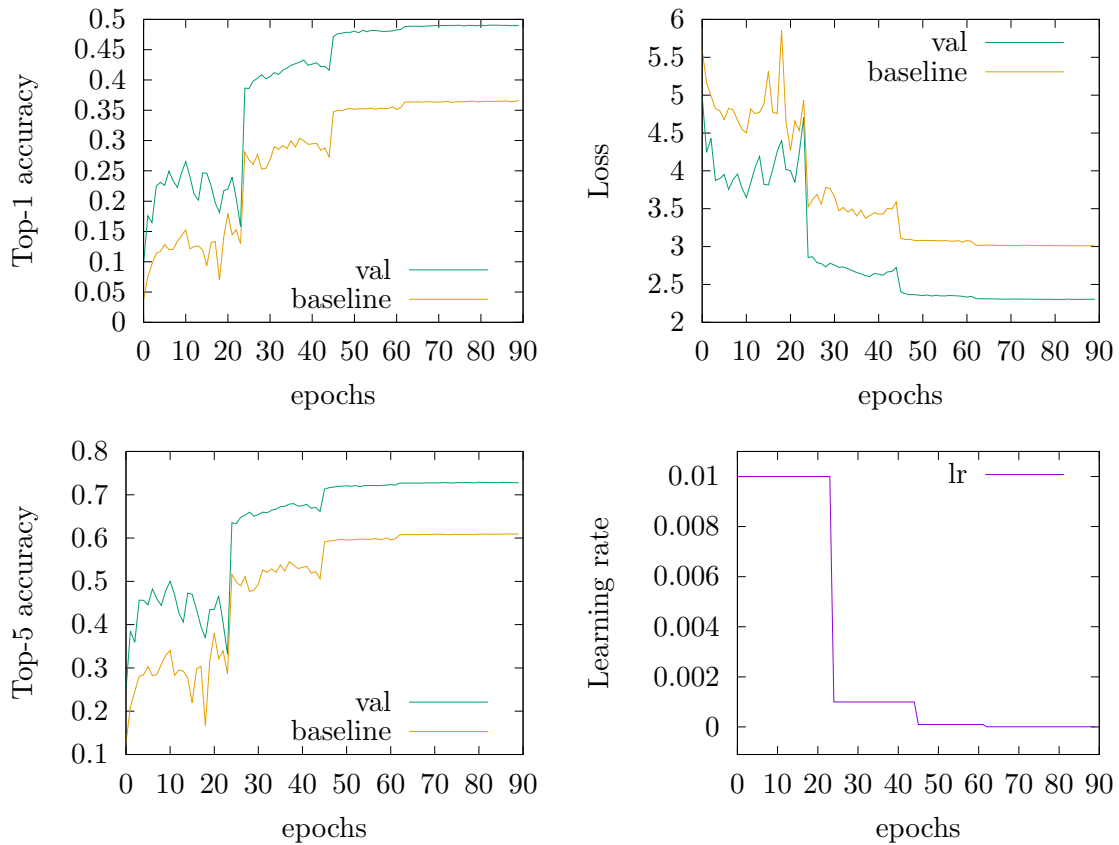 Top-1 accuracy
0.5
0.45
0.4
0.35
0.3
0.25
0.2
0.15
0.1
0.05
0
val
baseline
0 10 20 30 40 50 60 70 80 90
epochs
Loss
6
5.5
5
4.5
4
3.5
3
2.5
2
val
baseline
0 10 20 30 40 50 60 70 80 90
epochs
Top-5 accuracy
0.8
0.7
0.6
0.5
0.4
0.3
0.2
0.1
val
baseline
0 10 20 30 40 50 60 70 80 90
epochs
Learning rate
0.01
0.008
0.006
0.004
0.002
0
lr
0 10 20 30 40 50 60 70 80 90
epochs